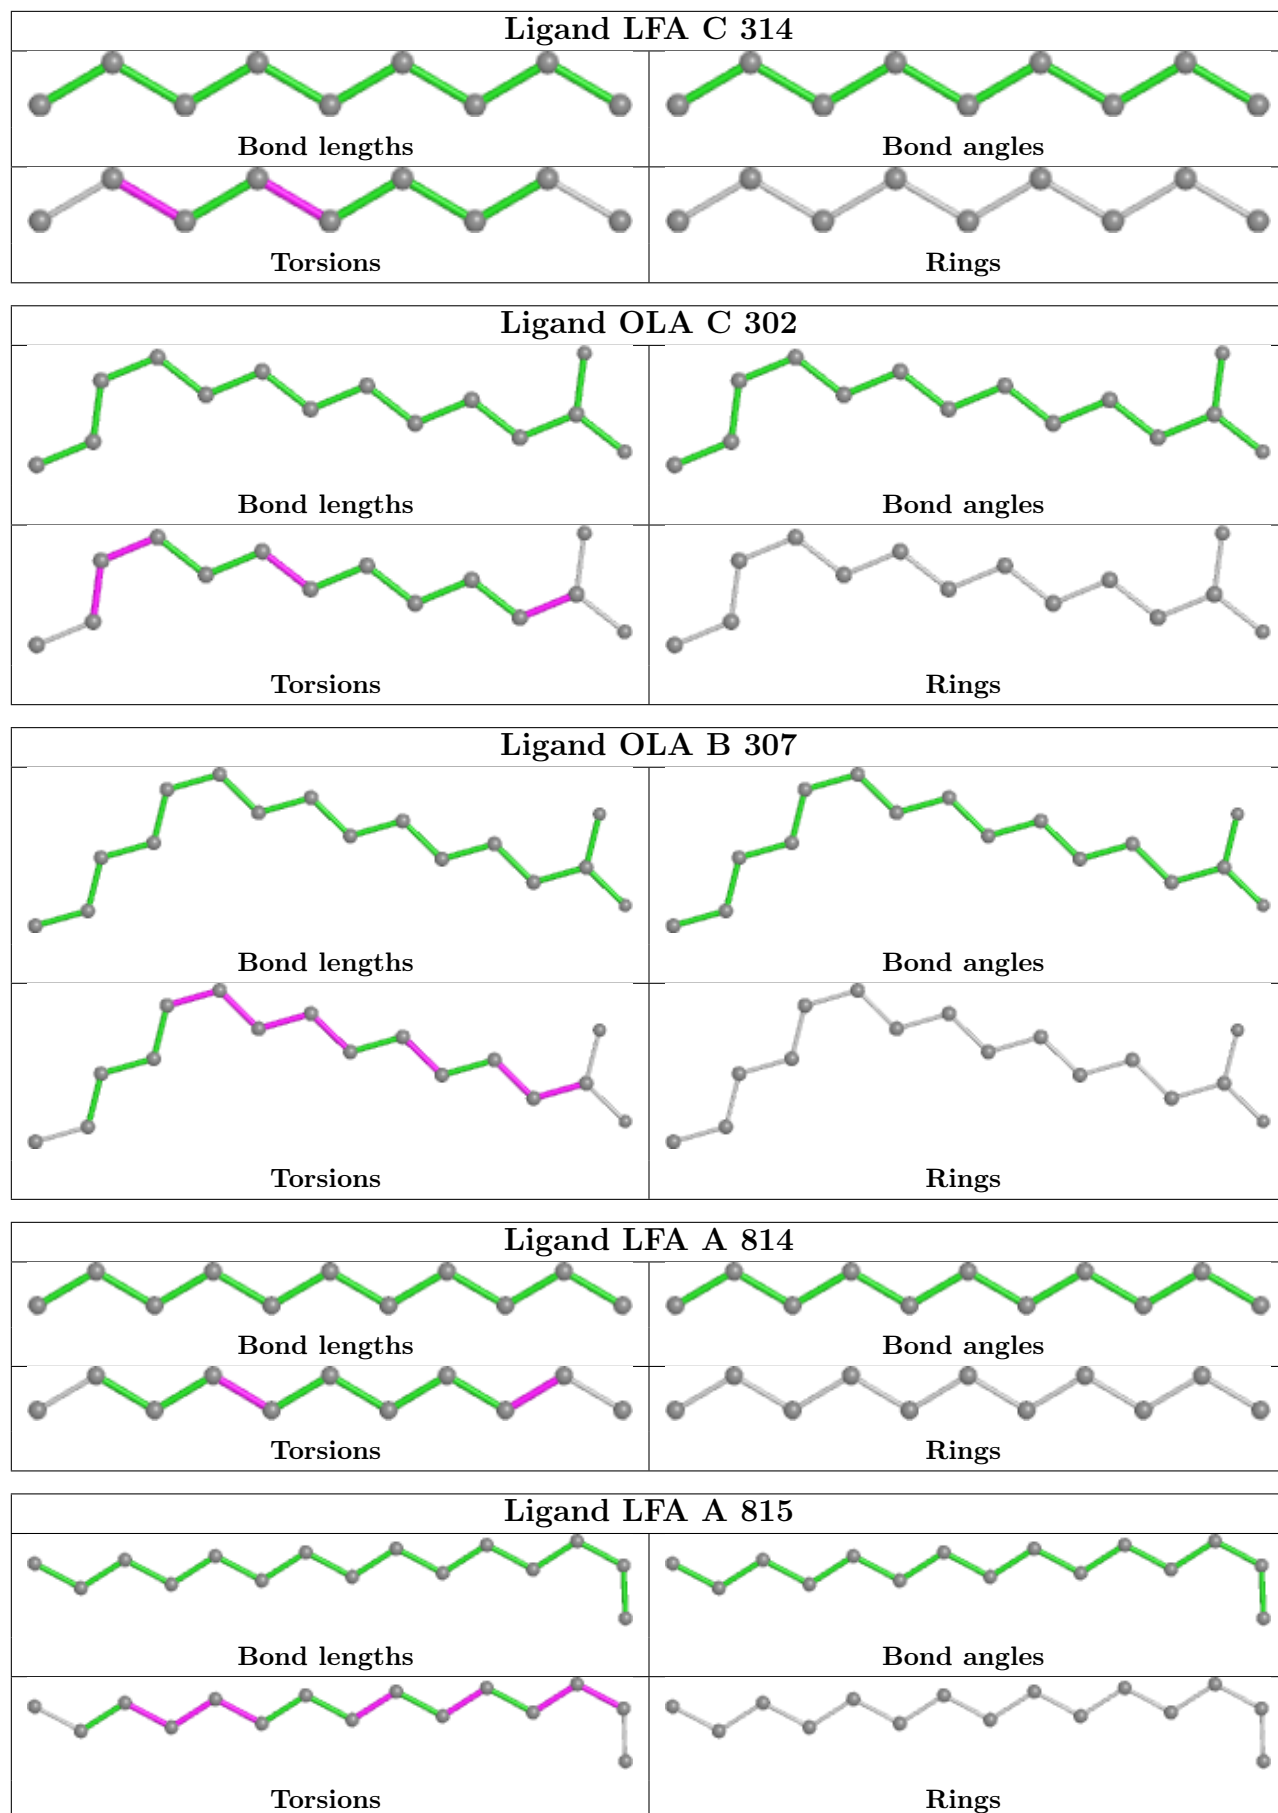 Ligand LFA C 314
Bond lengths
Bond angles
Torsions
Rings
Ligand OLA C 302
Bond lengths
Bond angles
Torsions
Rings
Ligand OLA B 307
Bond lengths
Bond angles
Torsions
Rings
Ligand LFA A 814
Bond lengths
Bond angles
Torsions
Rings
Ligand LFA A 815
Bond lengths
Bond angles
Torsions
Rings